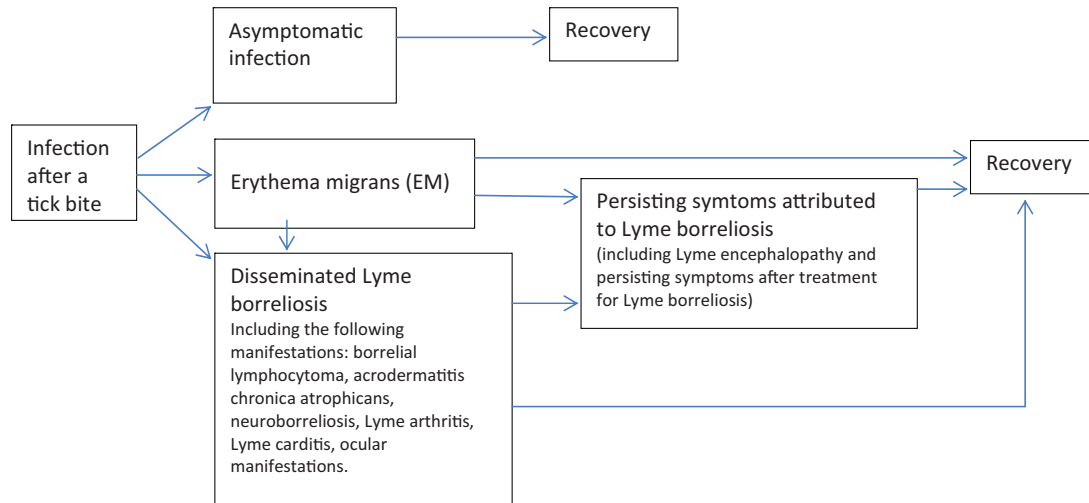 Asymptomatic
infection
Recovery
Infection
after a
tick bite
Erythema migrans (EM)
Recovery
Persisting symtoms attributed
to Lyme borreliosis
(including Lyme encephalopathy and
persisting symptoms after treatment
for Lyme borreliosis)
Disseminated Lyme
borreliosis
Including the following
manifestations: borrelial
lymphocytoma, acrodermatitis
chronica atrophicans,
neuroborreliosis, Lyme arthritis,
Lyme carditis, ocular
manifestations.